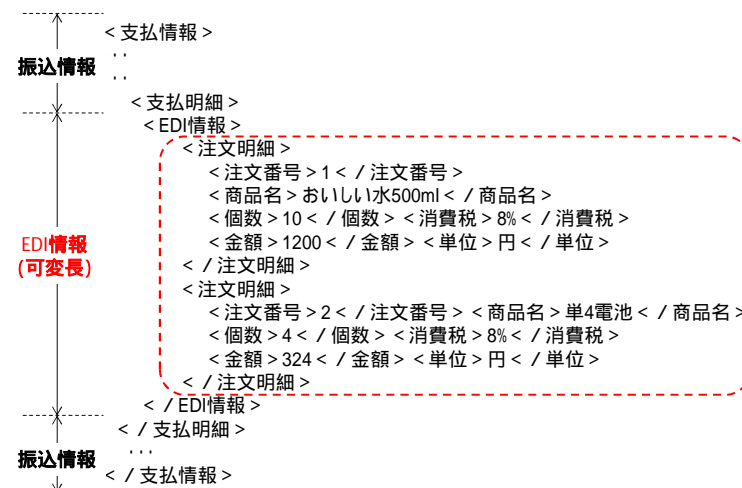 <支払情報>
振込情報
‥
‥
<支払明細>
<EDI情報>
<注文明細>
<注文番号>1</注文番号>
<商品名>おいしい水500ml</商品名>
<個数>10</個数><消費税>8%</消費税>
<金額>1200</金額><単位>円</単位>
</注文明細>
EDI情報
(可変長)
<注文明細>
<注文番号>2</注文番号><商品名>単4電池</商品名>
<個数>4</個数><消費税>8%</消費税>
<金額>324</金額><単位>円</単位>
</注文明細>
</EDI情報>
</支払明細>
振込情報
…
</支払情報>